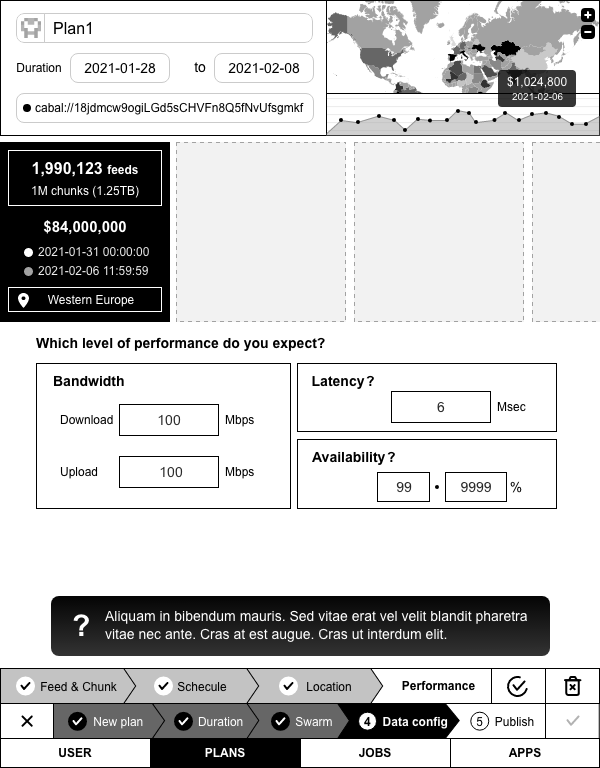 Plan1
Duration 2021-01-28 to 2021-02-08
cabal://18jdmcw9ogiLGd5sCHVFn8Q5fNvUfsgmkf
$1,024,800
2021-02-06
1,990,123 feeds
1M chunks (1.25TB)
$84,000,000
2021-01-31 00:00:00
2021-02-06 11:59:59
Western Europe
Which level of performance do you expect?
Bandwidth
Download 100 Mbps
Upload 100 Mbps
Latency?
6 Msec
Availability?
99 • 9999 %
? Aliquam in bibendum mauris. Sed vitae erat vel velit blandit pharetra
vitae nec ante. Cras at est augue. Cras ut interdum elit.
Feed & Chunk Schecule Location Performance
New plan Duration Swarm 4 Data config 5 Publish
USER PLANS JOBS APPS